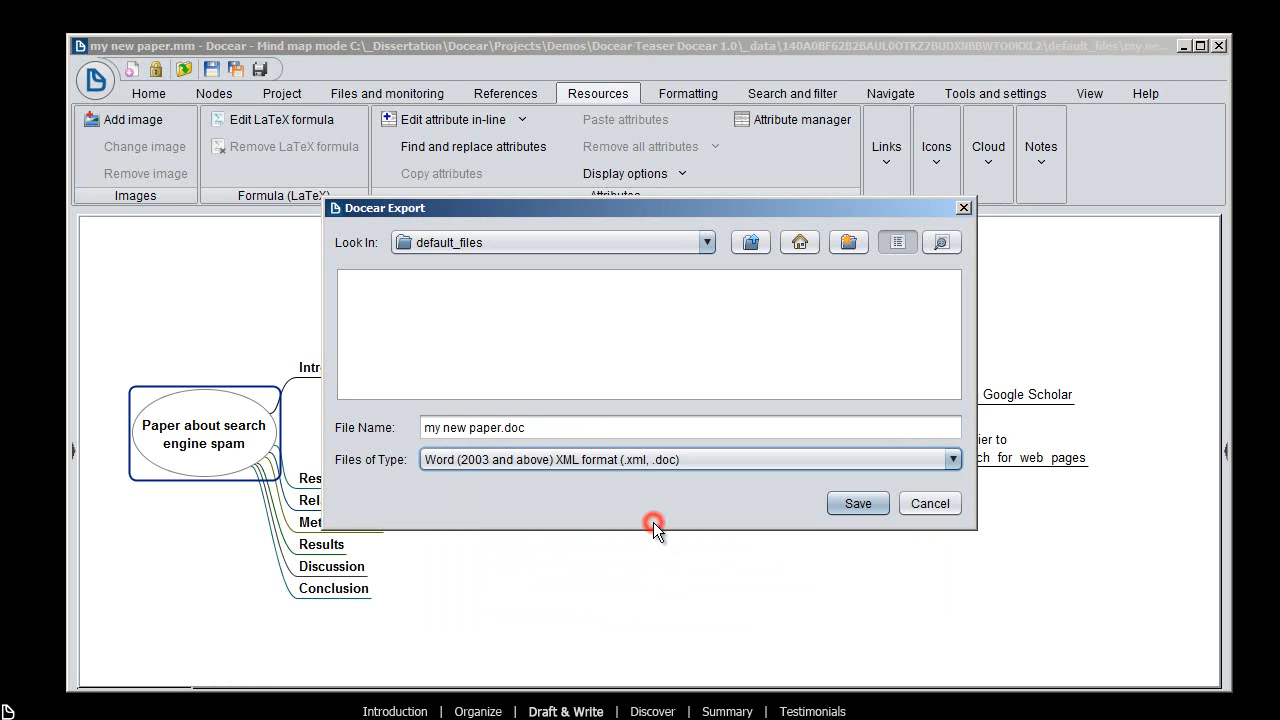 my new paper.mm - Docear - Mind map mode C:\_Dissertation\Docear\Projects\Demos\Docear Teaser Docear 1.0\_data\
Home Nodes Project Files and monitoring References Resources Formatting Search and filter Navigate Tools and settings View Help
Add image Edit LaTeX formula Edit attribute in-line Paste attributes Attribute manager
Change image Remove LaTeX formula Find and replace attributes Remove all attributes Links Icons Cloud Notes
Remove image Copy attributes Display options
Images Formula (LaTeX)
Docear Export
Look In: default_files
File Name: my new paper.doc
Files of Type: Word (2003 and above) XML format (.xml, .doc)
Save Cancel
Intr
Google Scholar
Paper about search
engine spam
ier to
ch for web pages
Res
Rel
Met
Results
Discussion
Conclusion
Introduction | Organize | Draft & Write | Discover | Summary | Testimonials